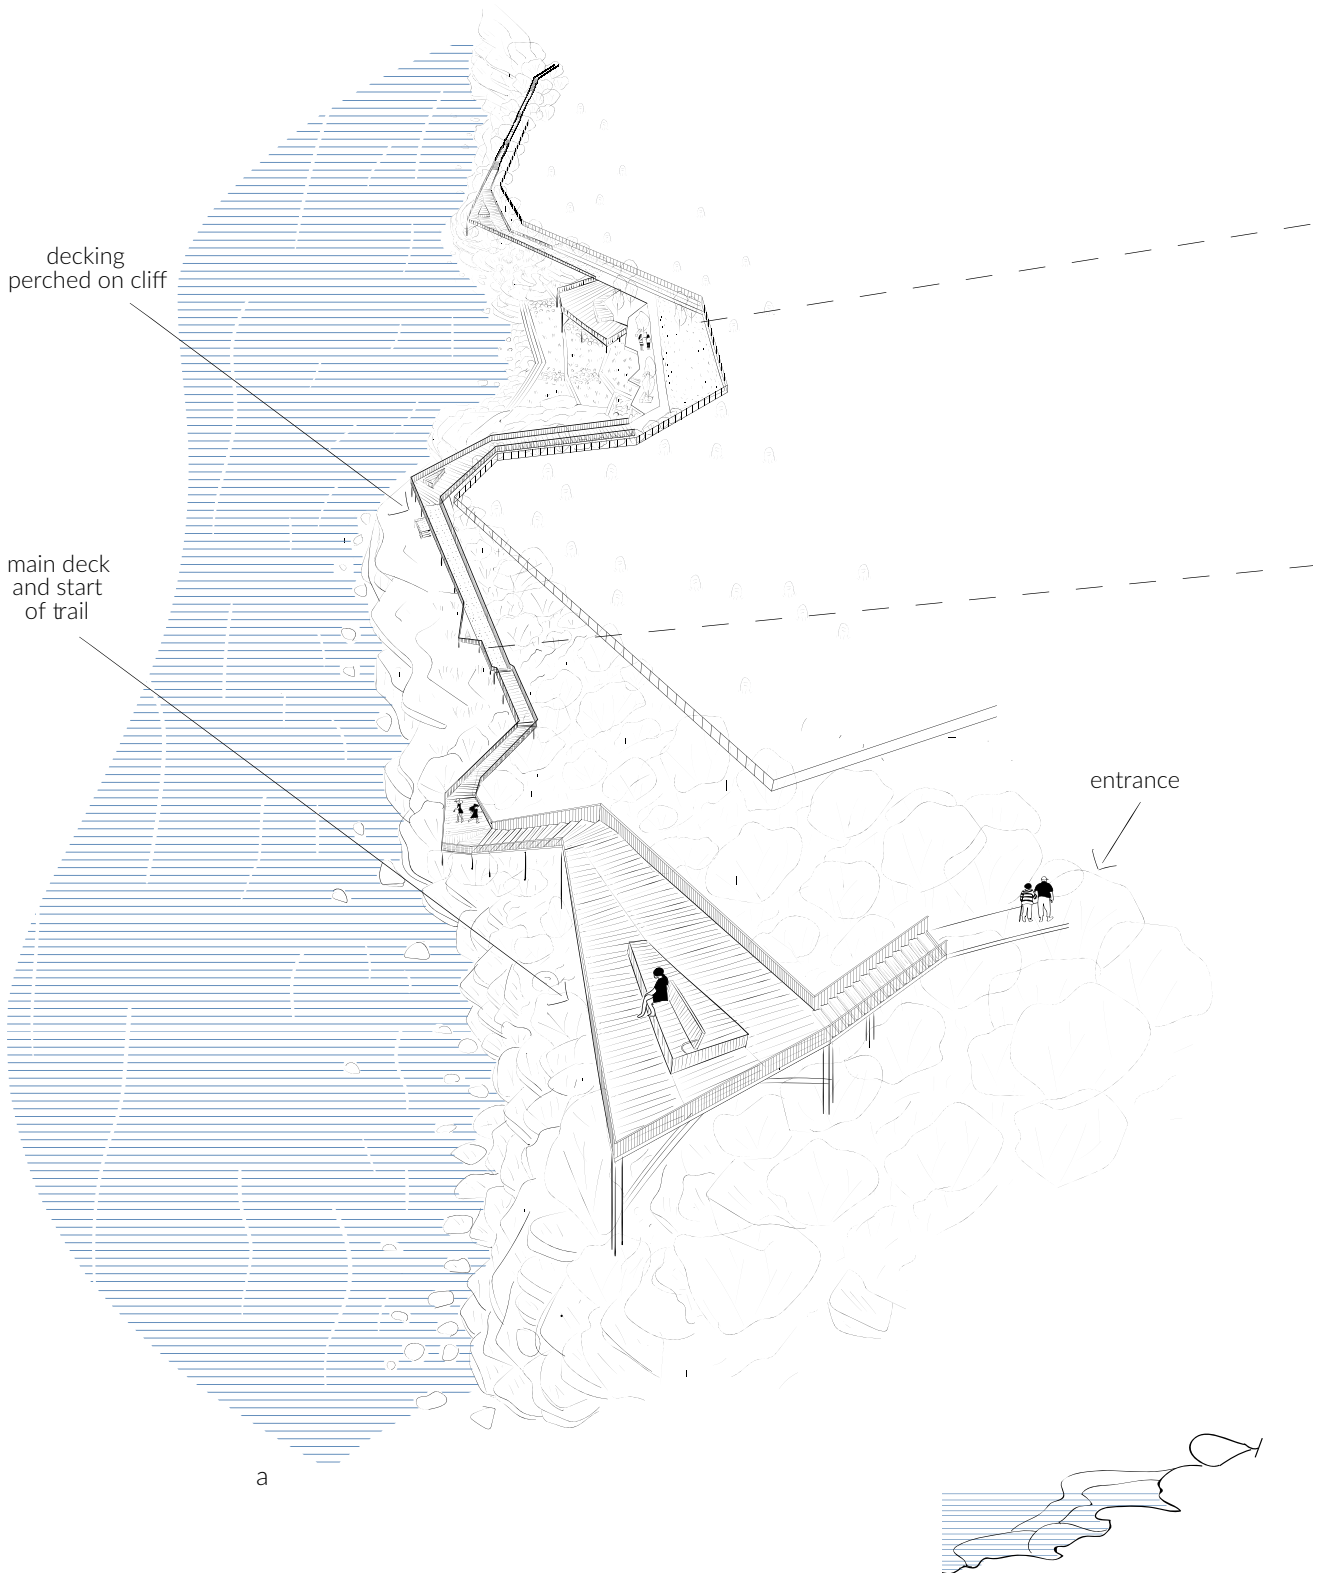 decking
perched on cliff
main deck
and start
of trail
entrance
a